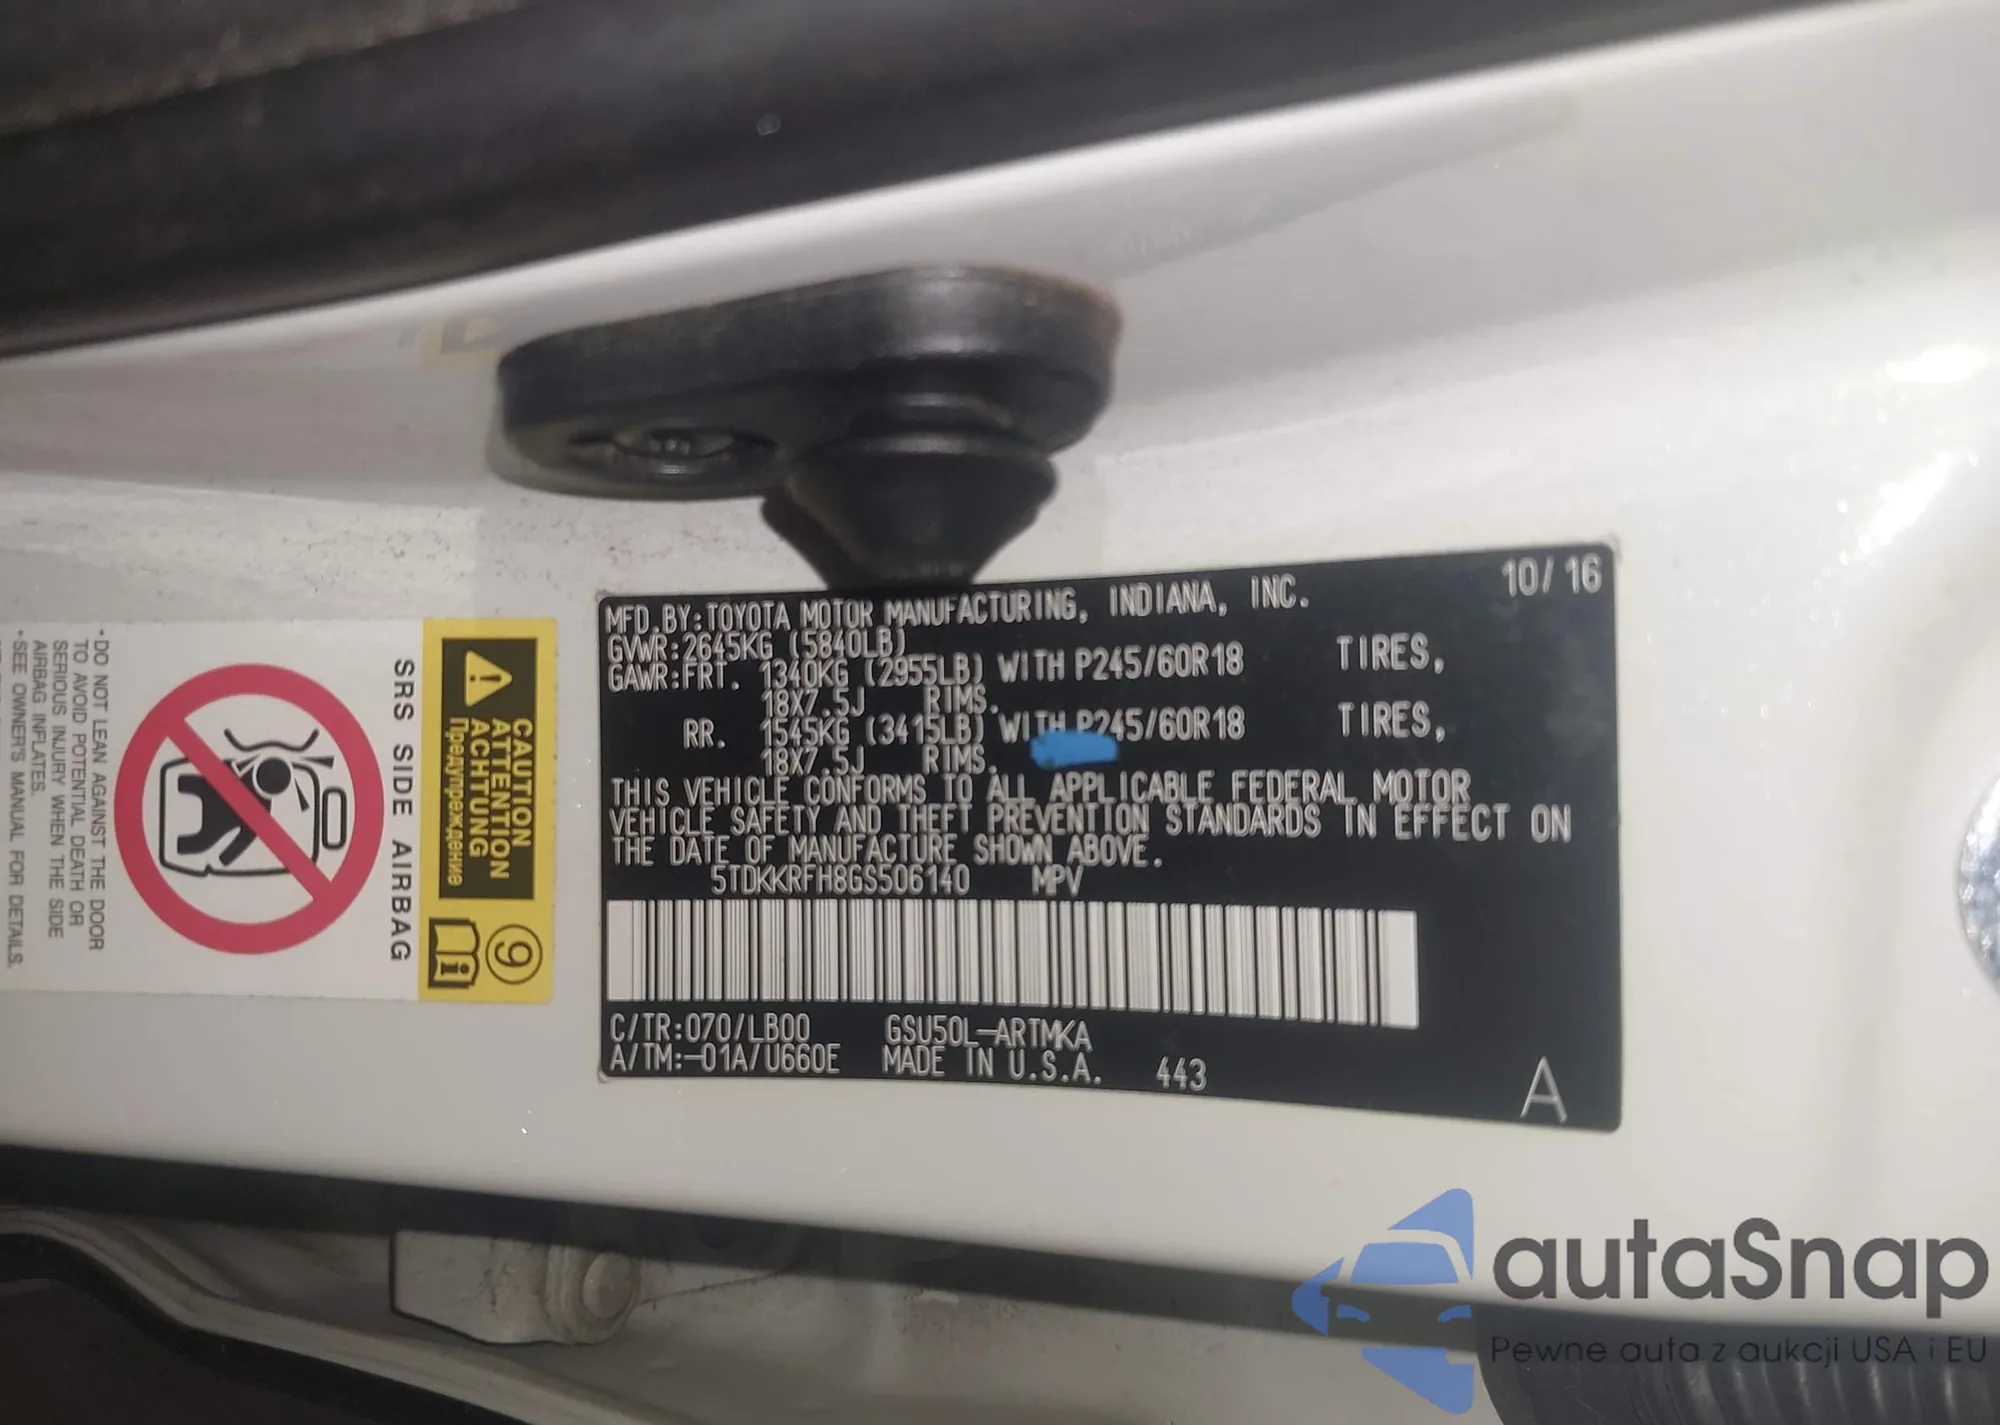 10/16
MFD.BY:TOYOTA MOTOR MANUFACTURING, INDIANA, INC.
GVWR:2645KG (5840LB)
GAWR:FRT. 1340KG (2955LB) WITH P245/60R18 TIRES,
18X7.5J RIMS.
RR. 1545KG (3415LB) WITH P245/60R18 TIRES,
18X7.5J RIMS.
THIS VEHICLE CONFORMS TO ALL APPLICABLE FEDERAL MOTOR
VEHICLE SAFETY AND THEFT PREVENTION STANDARDS IN EFFECT ON
THE DATE OF MANUFACTURE SHOWN ABOVE.
5TDKKRFH8GS506140 MPV
C/TR:070/LB00 GSU50L-ARTMKA
A/TM:-01A/U660E MADE IN U.S.A. 443
A
CAUTION
ATTENTION
ACHTUNG
Предупреждение
9
i
SRS SIDE AIRBAG
•DO NOT LEAN AGAINST THE DOOR
TO AVOID POTENTIAL DEATH OR
SERIOUS INJURY WHEN THE SIDE
AIRBAG INFLATES.
•SEE OWNER'S MANUAL FOR DETAILS.
autaSnap
Pewne auta z aukcji USA i EU